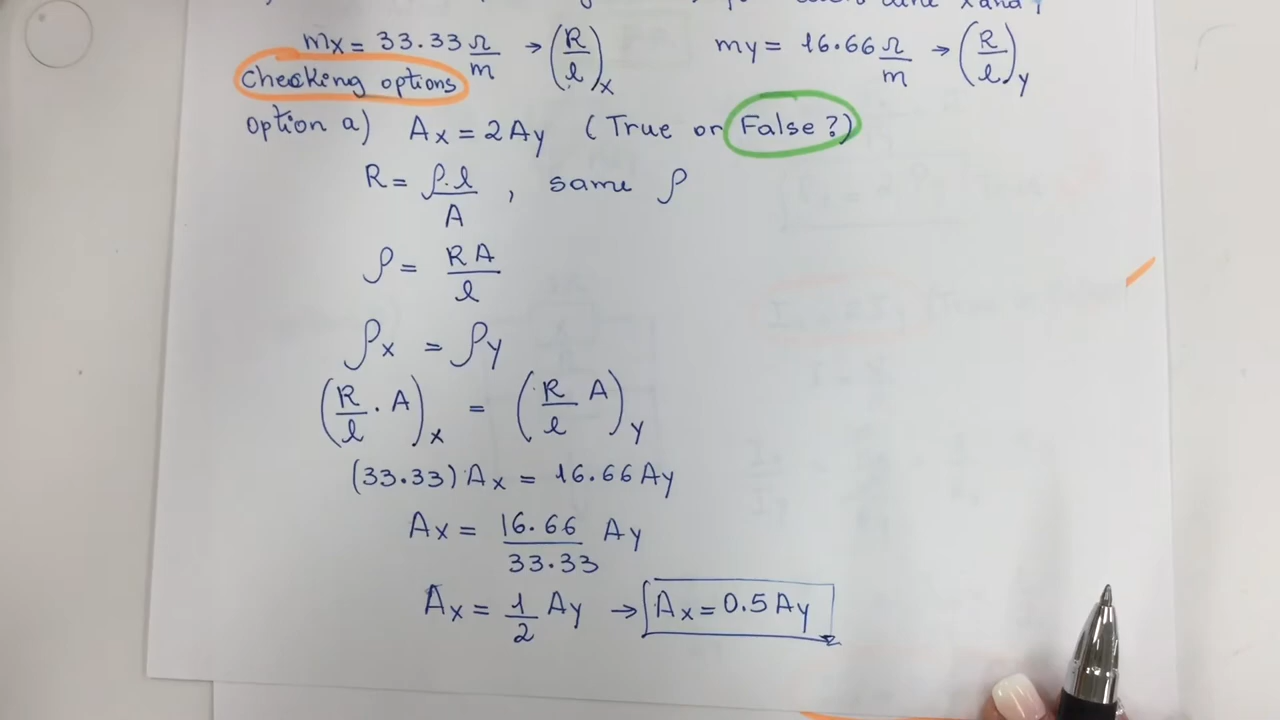 mx = 33.33 Ω/m → (R/l)x my = 16.66 Ω/m → (R/l)y
Checking options
option a) Ax = 2Ay (True or False?)
R = ρ.l/A , same ρ
ρ = RA/l
ρx = ρy
(R/l . A)x = (R/l A)y
(33.33) Ax = 16.66 Ay
Ax = 16.66/33.33 Ay
Ax = 1/2 Ay → Ax = 0.5 Ay